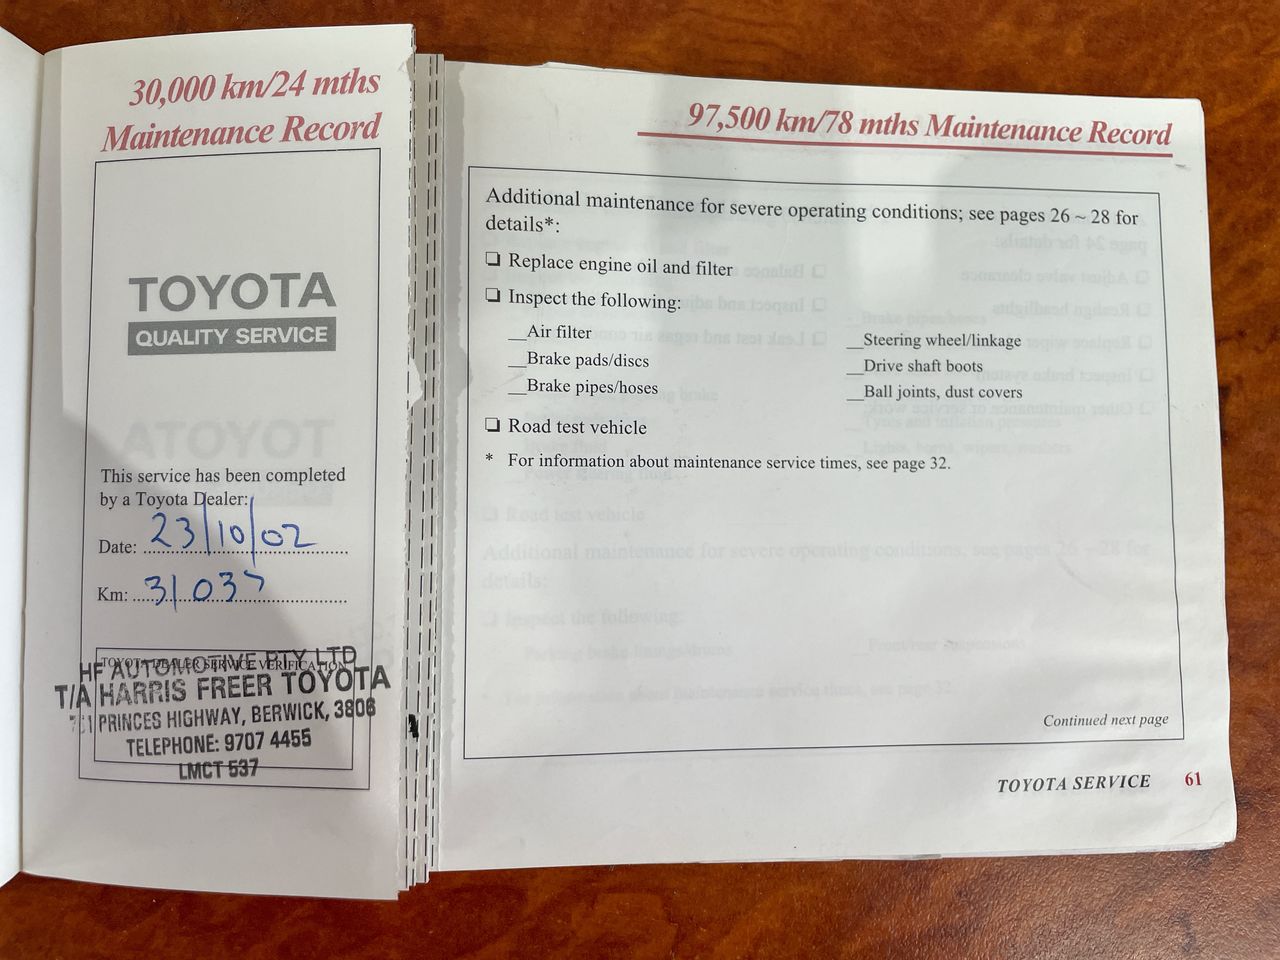 30,000 km/24 mths
Maintenance Record
TOYOTA
QUALITY SERVICE
This service has been completed
by a Toyota Dealer:
Date: 23/10/02
Km: 31 035
TOYOTA DEALER SERVICE VERIFICATION
HF AUTOMOTIVE PTY LTD
T/A HARRIS FREER TOYOTA
PRINCES HIGHWAY, BERWICK, 3806
TELEPHONE: 9707 4455
LMCT 537
97,500 km/78 mths Maintenance Record
Additional maintenance for severe operating conditions; see pages 26 ~ 28 for
details*:
❏ Replace engine oil and filter
❏ Inspect the following:
__Air filter
__Brake pads/discs
__Brake pipes/hoses
__Steering wheel/linkage
__Drive shaft boots
__Ball joints, dust covers
❏ Road test vehicle
* For information about maintenance service times, see page 32.
Continued next page
TOYOTA SERVICE 61